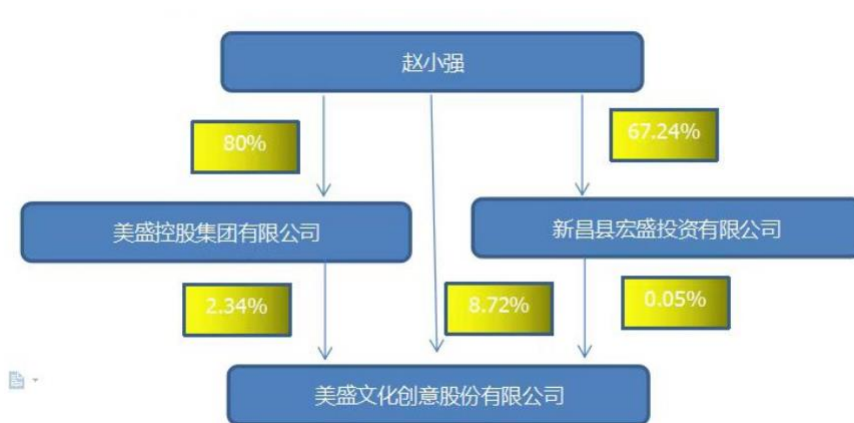 赵小强
80%
67.24%
美盛控股集团有限公司
新昌县宏盛投资有限公司
2.34%
8.72%
0.05%
美盛文化创意股份有限公司